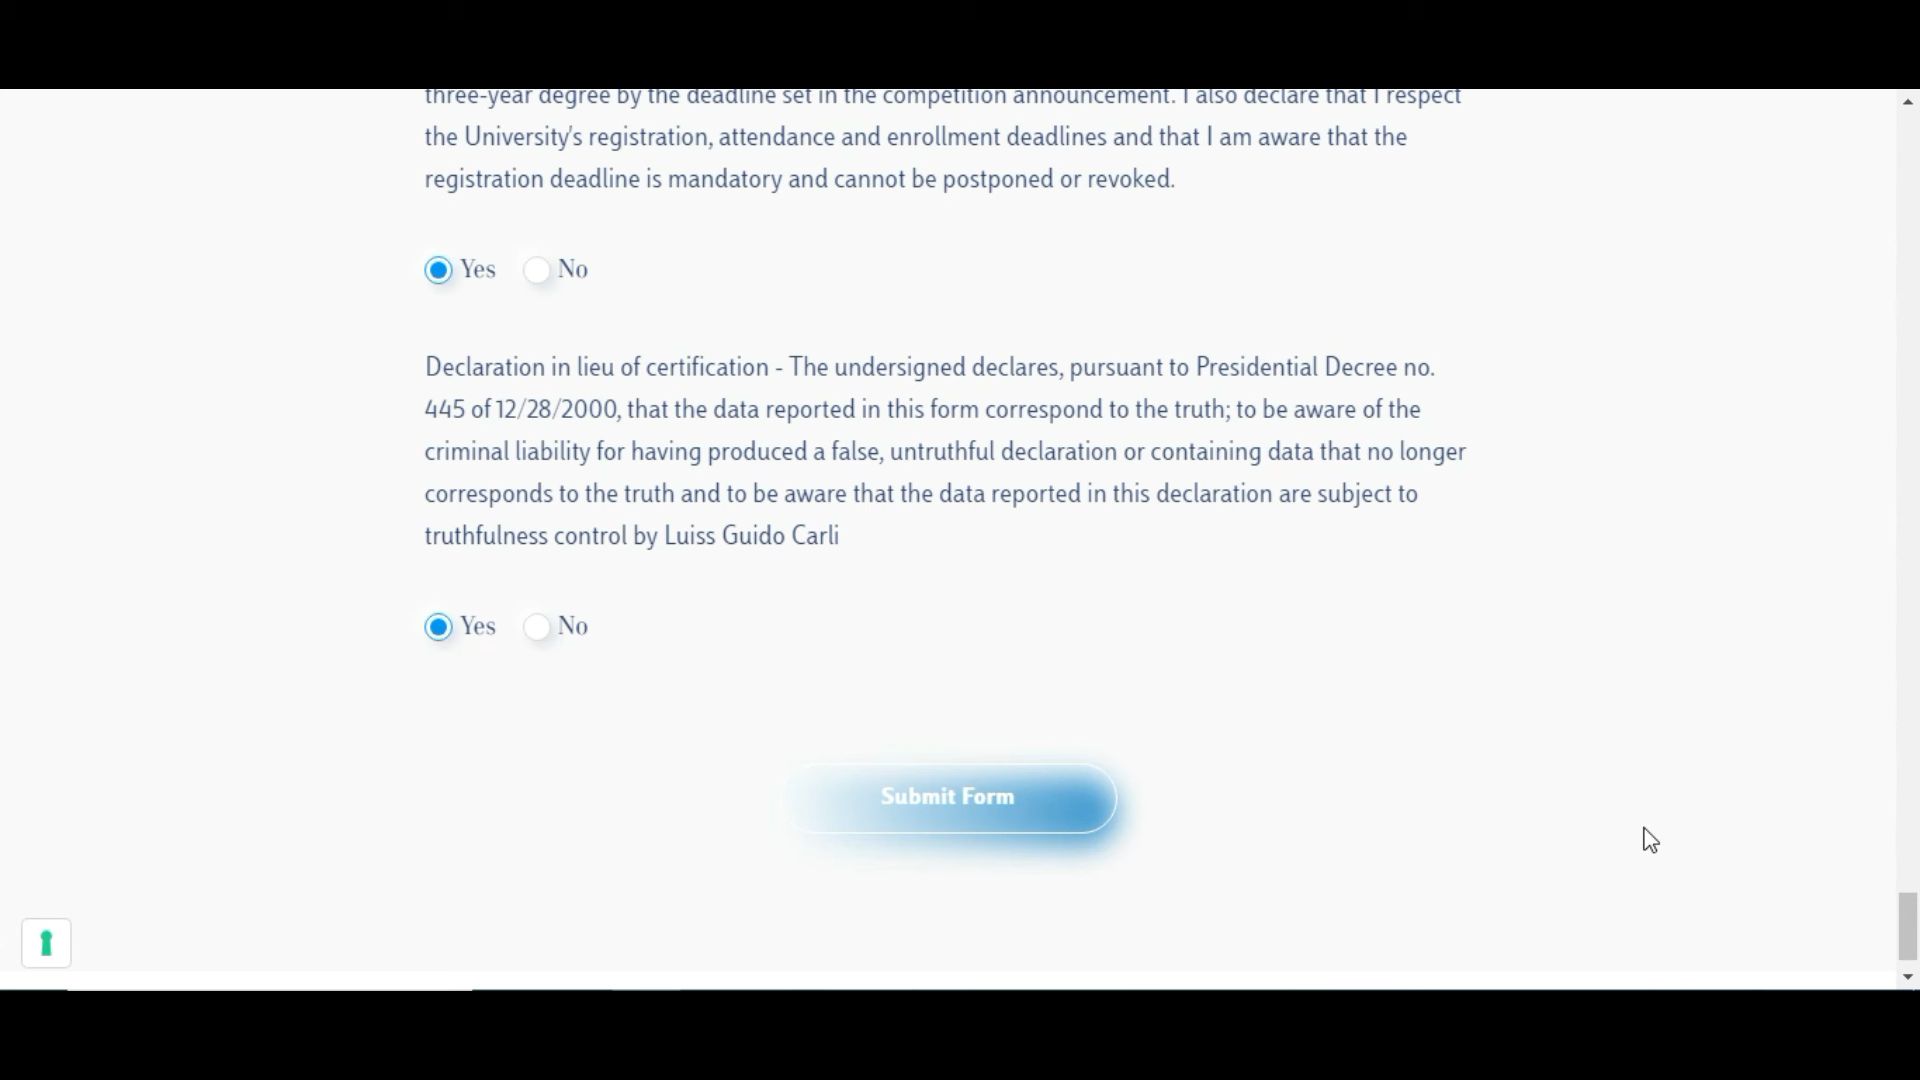 three-year degree by the deadline set in the competition announcement. I also declare that I respect
the University's registration, attendance and enrollment deadlines and that I am aware that the
registration deadline is mandatory and cannot be postponed or revoked.
Yes No
Declaration in lieu of certification - The undersigned declares, pursuant to Presidential Decree no.
445 of 12/28/2000, that the data reported in this form correspond to the truth; to be aware of the
criminal liability for having produced a false, untruthful declaration or containing data that no longer
corresponds to the truth and to be aware that the data reported in this declaration are subject to
truthfulness control by Luiss Guido Carli
Yes No
Submit Form